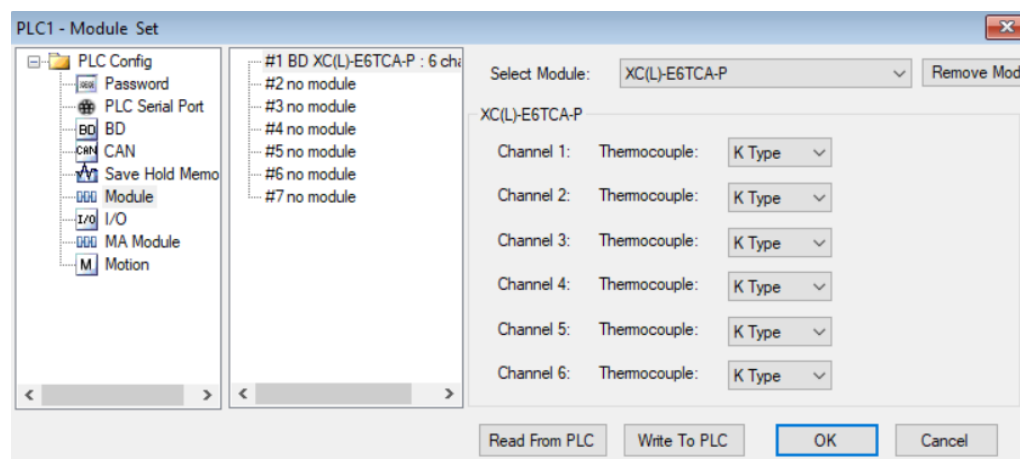 PLC1 - Module Set
PLC Config
Password
PLC Serial Port
BD BD
CAN CAN
Save Hold Memo
Module
I/O I/O
MA Module
M Motion
#1 BD XC(L)-E6TCA-P : 6 cha
#2 no module
#3 no module
#4 no module
#5 no module
#6 no module
#7 no module
Select Module: XC(L)-E6TCA-P Remove Mod
XC(L)-E6TCA-P
Channel 1: Thermocouple: K Type
Channel 2: Thermocouple: K Type
Channel 3: Thermocouple: K Type
Channel 4: Thermocouple: K Type
Channel 5: Thermocouple: K Type
Channel 6: Thermocouple: K Type
Read From PLC Write To PLC OK Cancel